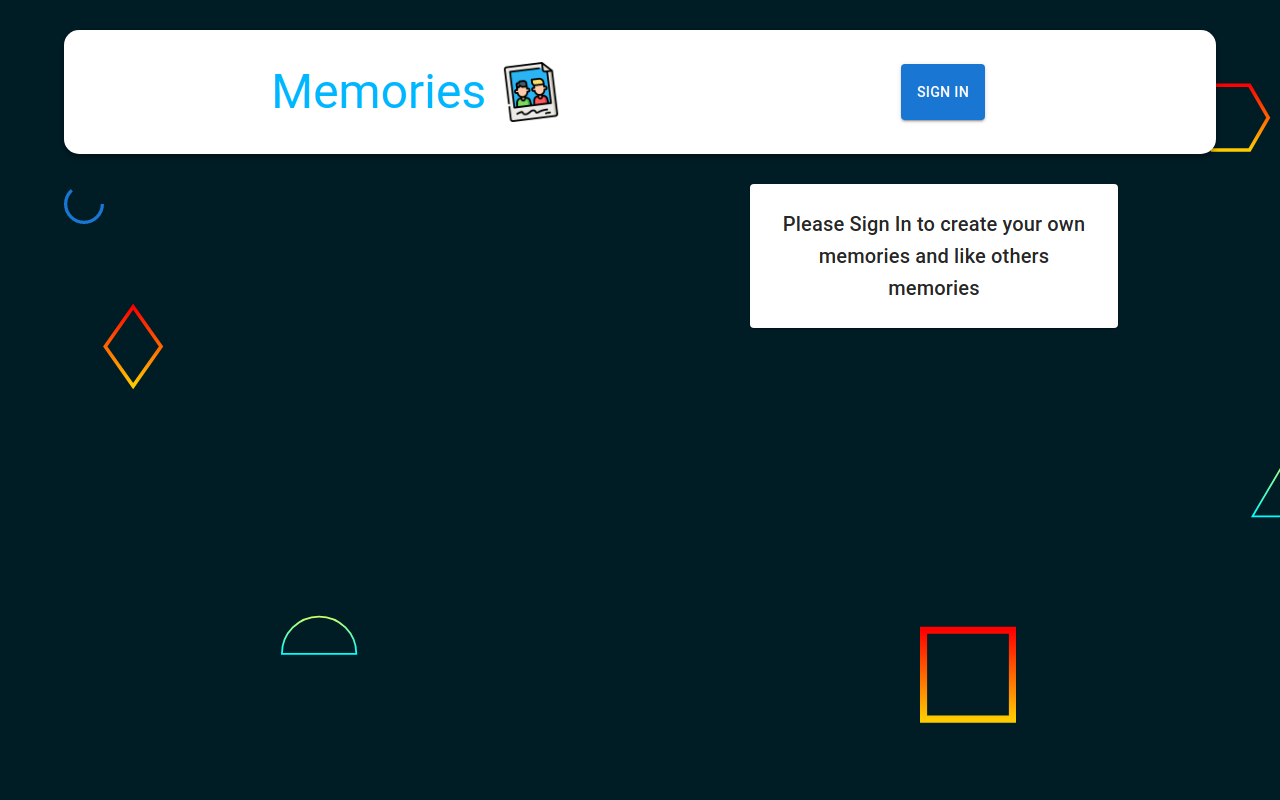 Memories
SIGN IN
Please Sign In to create your own
memories and like others
memories